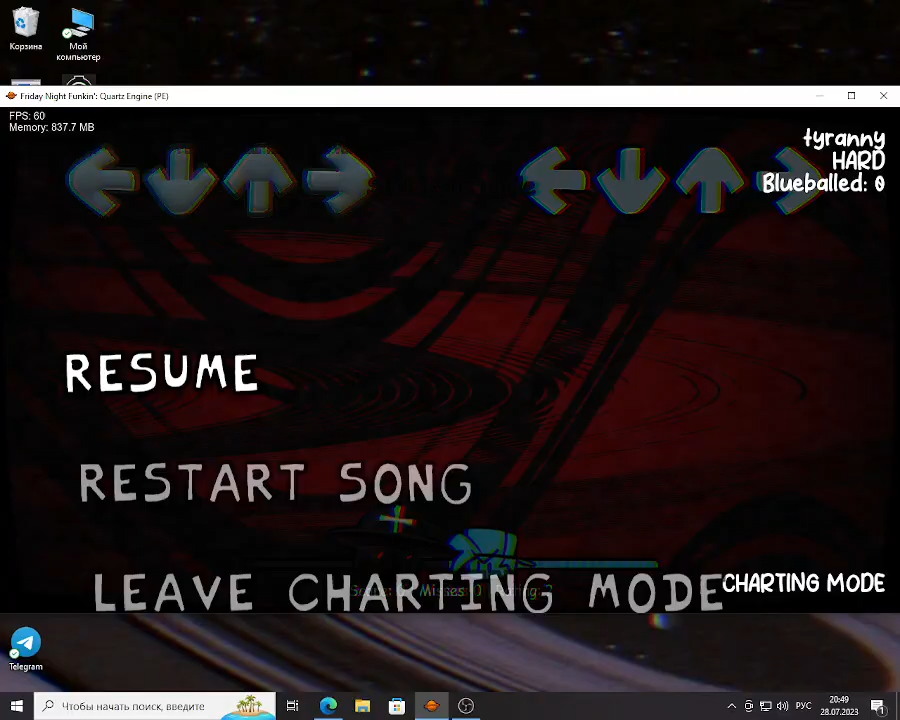 Корзина
Мой
компьютер
Friday Night Funkin': Quartz Engine (PE)
FPS: 60
Memory: 837.7 MB
tyranny
HARD
Blueballed: 0
RESUME
RESTART SONG
LEAVE CHARTING MODE
CHARTING MODE
Misses
Telegram
Чтобы начать поиск, введите
РУС
20:49
28.07.2023
1